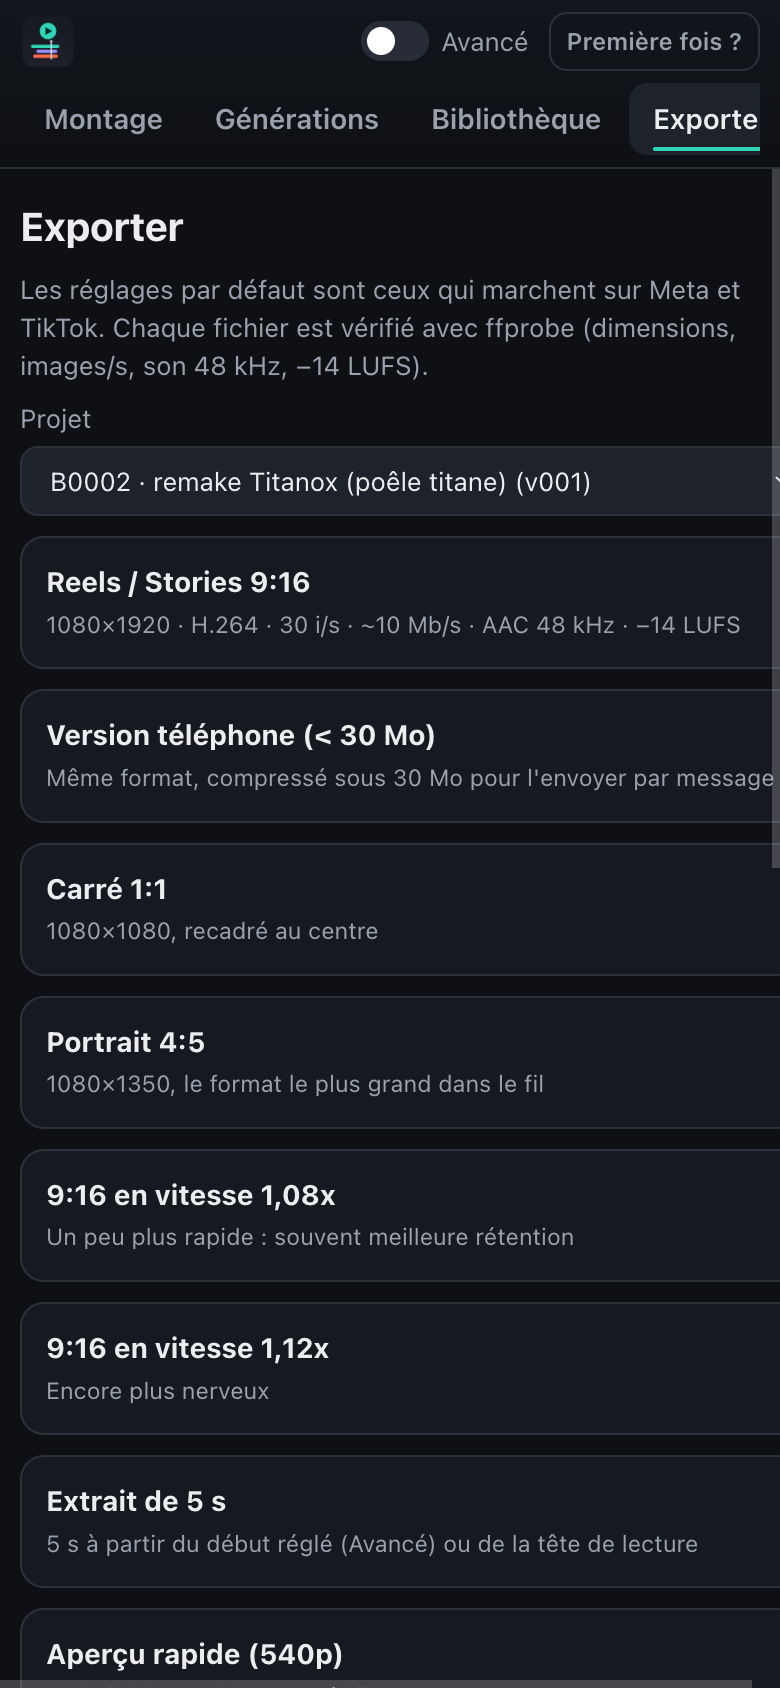 Avancé
Première fois ?
Montage
Générations
Bibliothèque
Exporte
Exporter
Les réglages par défaut sont ceux qui marchent sur Meta et
TikTok. Chaque fichier est vérifié avec ffprobe (dimensions,
images/s, son 48 kHz, −14 LUFS).
Projet
B0002 · remake Titanox (poêle titane) (v001)
Reels / Stories 9:16
1080×1920 · H.264 · 30 i/s · ~10 Mb/s · AAC 48 kHz · −14 LUFS
Version téléphone (< 30 Mo)
Même format, compressé sous 30 Mo pour l'envoyer par message
Carré 1:1
1080×1080, recadré au centre
Portrait 4:5
1080×1350, le format le plus grand dans le fil
9:16 en vitesse 1,08x
Un peu plus rapide : souvent meilleure rétention
9:16 en vitesse 1,12x
Encore plus nerveux
Extrait de 5 s
5 s à partir du début réglé (Avancé) ou de la tête de lecture
Aperçu rapide (540p)